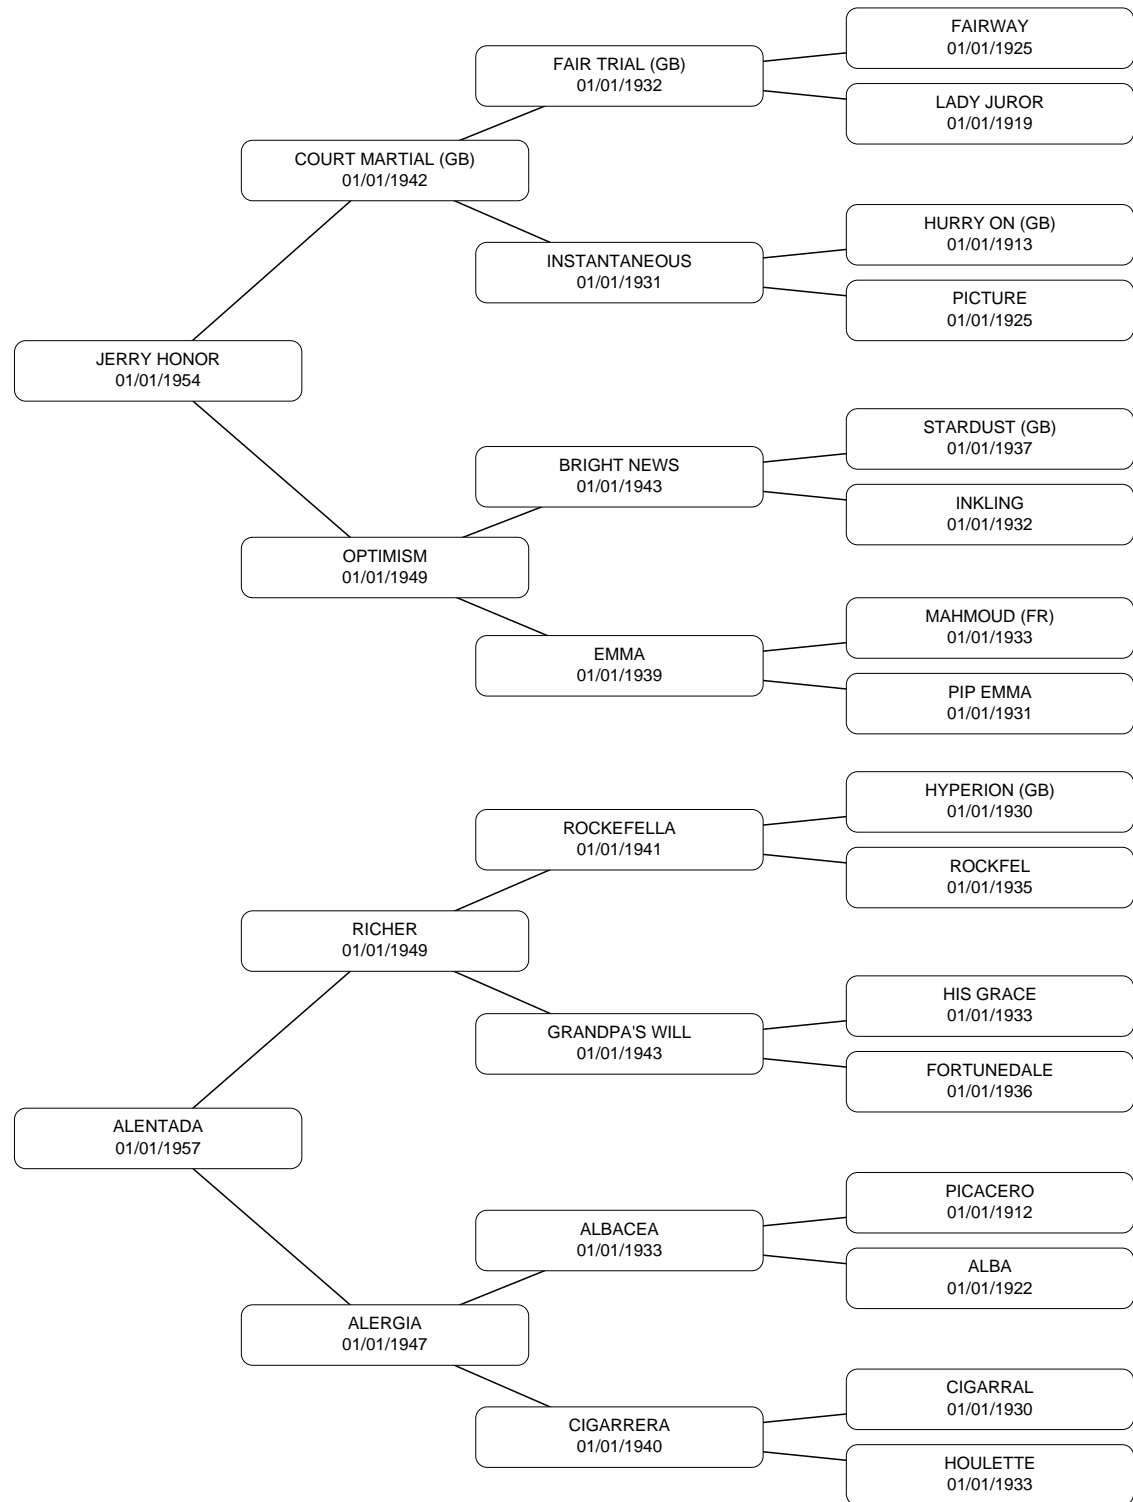 FAIRWAY
01/01/1925
FAIR TRIAL (GB)
01/01/1932
LADY JUROR
01/01/1919
COURT MARTIAL (GB)
01/01/1942
HURRY ON (GB)
01/01/1913
INSTANTANEOUS
01/01/1931
PICTURE
01/01/1925
JERRY HONOR
01/01/1954
STARDUST (GB)
01/01/1937
BRIGHT NEWS
01/01/1943
INKLING
01/01/1932
OPTIMISM
01/01/1949
MAHMOUD (FR)
01/01/1933
EMMA
01/01/1939
PIP EMMA
01/01/1931
HYPERION (GB)
01/01/1930
ROCKEFELLA
01/01/1941
ROCKFEL
01/01/1935
RICHER
01/01/1949
HIS GRACE
01/01/1933
GRANDPA'S WILL
01/01/1943
FORTUNEDALE
01/01/1936
ALENTADA
01/01/1957
PICACERO
01/01/1912
ALBACEA
01/01/1933
ALBA
01/01/1922
ALERGIA
01/01/1947
CIGARRAL
01/01/1930
CIGARRERA
01/01/1940
HOULETTE
01/01/1933